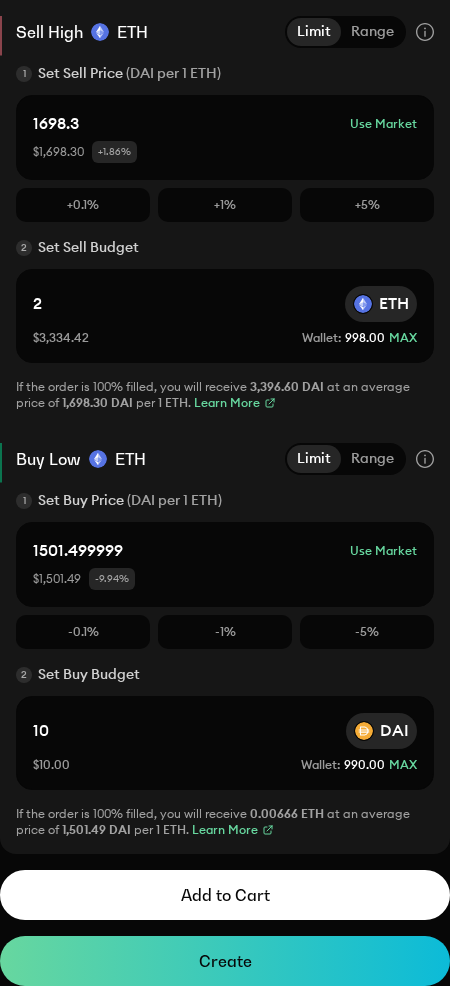 Sell High ETH Limit Range
1 Set Sell Price (DAI per 1 ETH)
1698.3 Use Market
$1,698.30 +1.86%
+0.1% +1% +5%
2 Set Sell Budget
2 ETH
$3,334.42 Wallet: 998.00 MAX
If the order is 100% filled, you will receive 3,396.60 DAI at an average
price of 1,698.30 DAI per 1 ETH. Learn More
Buy Low ETH Limit Range
1 Set Buy Price (DAI per 1 ETH)
1501.499999 Use Market
$1,501.49 -9.94%
-0.1% -1% -5%
2 Set Buy Budget
10 DAI
$10.00 Wallet: 990.00 MAX
If the order is 100% filled, you will receive 0.00666 ETH at an average
price of 1,501.49 DAI per 1 ETH. Learn More
Add to Cart
Create